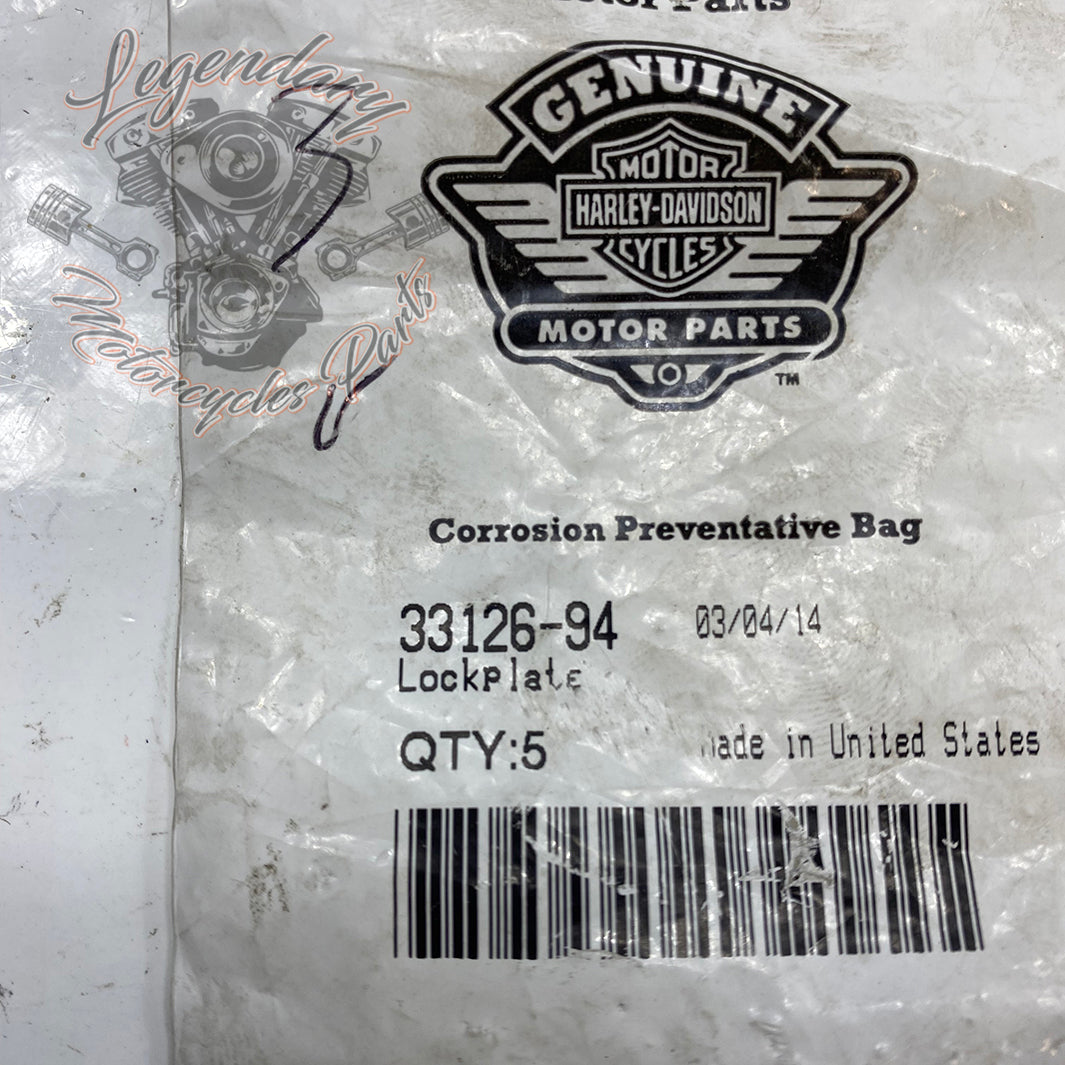 Parts
Legendary
Motorcycles Parts
GENUINE
MOTOR
HARLEY-DAVIDSON
CYCLES
MOTOR PARTS
TM
Corrosion Preventative Bag
33126-94 03/04/14
Lockplate
QTY:5 made in United States